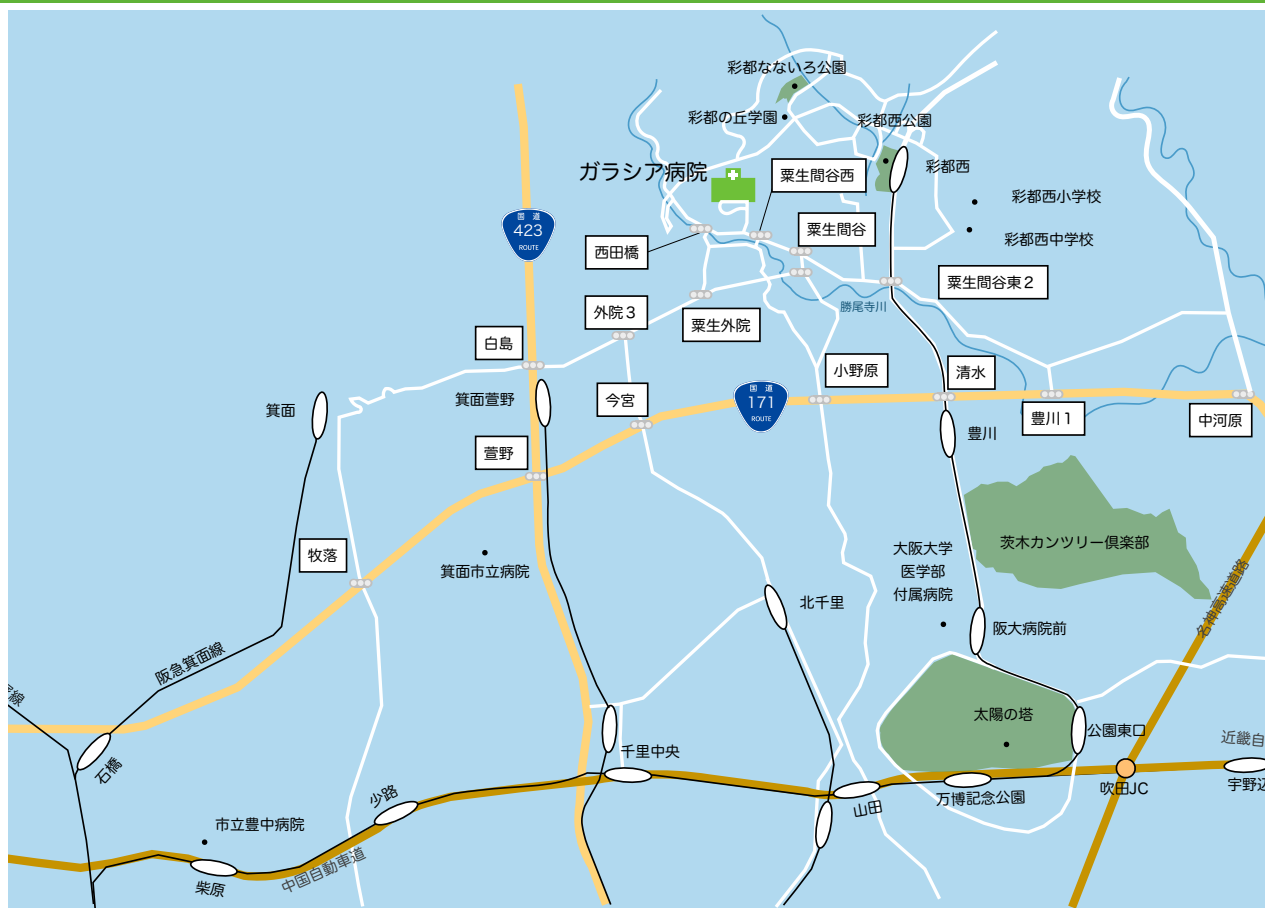 彩都なないろ公園
彩都の丘学園
彩都西公園
ガラシア病院
粟生間谷西
彩都西
彩都西小学校
国道
423
ROUTE
粟生間谷
彩都西中学校
西田橋
粟生間谷東2
勝尾寺川
外院3
粟生外院
白島
小野原
清水
箕面萱野
今宮
国道
171
ROUTE
箕面
豊川1
中河原
豊川
萱野
茨木カンツリー倶楽部
大阪大学
医学部
付属病院
牧落
箕面市立病院
名神高速道路
北千里
阪大病院前
阪急箕面線
線
太陽の塔
公園東口
近畿自
千里中央
石橋
宇野辺
吹田JC
万博記念公園
山田
少路
市立豊中病院
中国自動車道
柴原